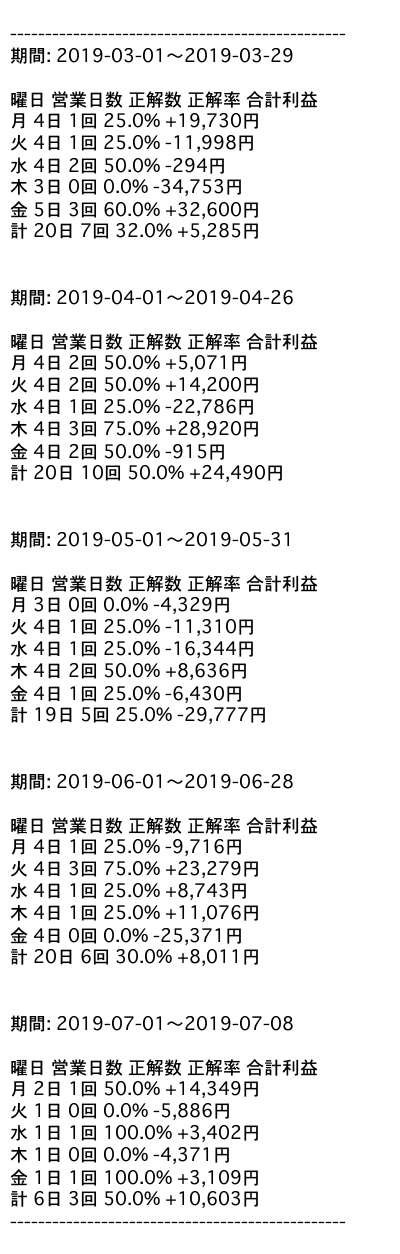 ------------------------------------------------
期間: 2019-03-01～2019-03-29
曜日 営業日数 正解数 正解率 合計利益
月 4日 1回 25.0% +19,730円
火 4日 1回 25.0% -11,998円
水 4日 2回 50.0% -294円
木 3日 0回 0.0% -34,753円
金 5日 3回 60.0% +32,600円
計 20日 7回 32.0% +5,285円
期間: 2019-04-01～2019-04-26
曜日 営業日数 正解数 正解率 合計利益
月 4日 2回 50.0% +5,071円
火 4日 2回 50.0% +14,200円
水 4日 1回 25.0% -22,786円
木 4日 3回 75.0% +28,920円
金 4日 2回 50.0% -915円
計 20日 10回 50.0% +24,490円
期間: 2019-05-01～2019-05-31
曜日 営業日数 正解数 正解率 合計利益
月 3日 0回 0.0% -4,329円
火 4日 1回 25.0% -11,310円
水 4日 1回 25.0% -16,344円
木 4日 2回 50.0% +8,636円
金 4日 1回 25.0% -6,430円
計 19日 5回 25.0% -29,777円
期間: 2019-06-01～2019-06-28
曜日 営業日数 正解数 正解率 合計利益
月 4日 1回 25.0% -9,716円
火 4日 3回 75.0% +23,279円
水 4日 1回 25.0% +8,743円
木 4日 1回 25.0% +11,076円
金 4日 0回 0.0% -25,371円
計 20日 6回 30.0% +8,011円
期間: 2019-07-01～2019-07-08
曜日 営業日数 正解数 正解率 合計利益
月 2日 1回 50.0% +14,349円
火 1日 0回 0.0% -5,886円
水 1日 1回 100.0% +3,402円
木 1日 0回 0.0% -4,371円
金 1日 1回 100.0% +3,109円
計 6日 3回 50.0% +10,603円
------------------------------------------------